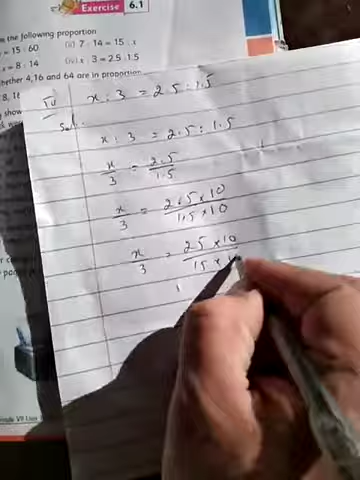 Exercise 6.1
the following proportion
= 15 : 60 (ii) 7 : 14 = 15 : x
x = 8 : 14 (iv) x : 3 = 2.5 : 1.5
whether 4,16 and 64 are in proportion
iv x : 3 = 2.5 : 1.5
Sol.
x : 3 = 2.5 : 1.5
x/3 = 2.5/1.5
x/3 = 2.5 × 10/1.5 × 10
x/3 = 25 × 10/15 × 1